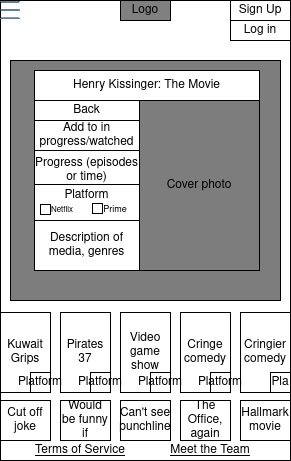 Logo
Sign Up
Log in
Henry Kissinger: The Movie
Back
Add to in
progress/watched
Progress (episodes
or time)
Platform
Netflix
Prime
Description of
media, genres
Cover photo
Kuwait
Grips
Platform
Pirates
37
Platform
Video
game
show
Platform
Cringe
comedy
Platform
Cringier
comedy
Pla
Cut off
joke
Would
be funny
if
Can't see
punchline
The
Office,
again
Hallmark
movie
Terms of Service
Meet the Team